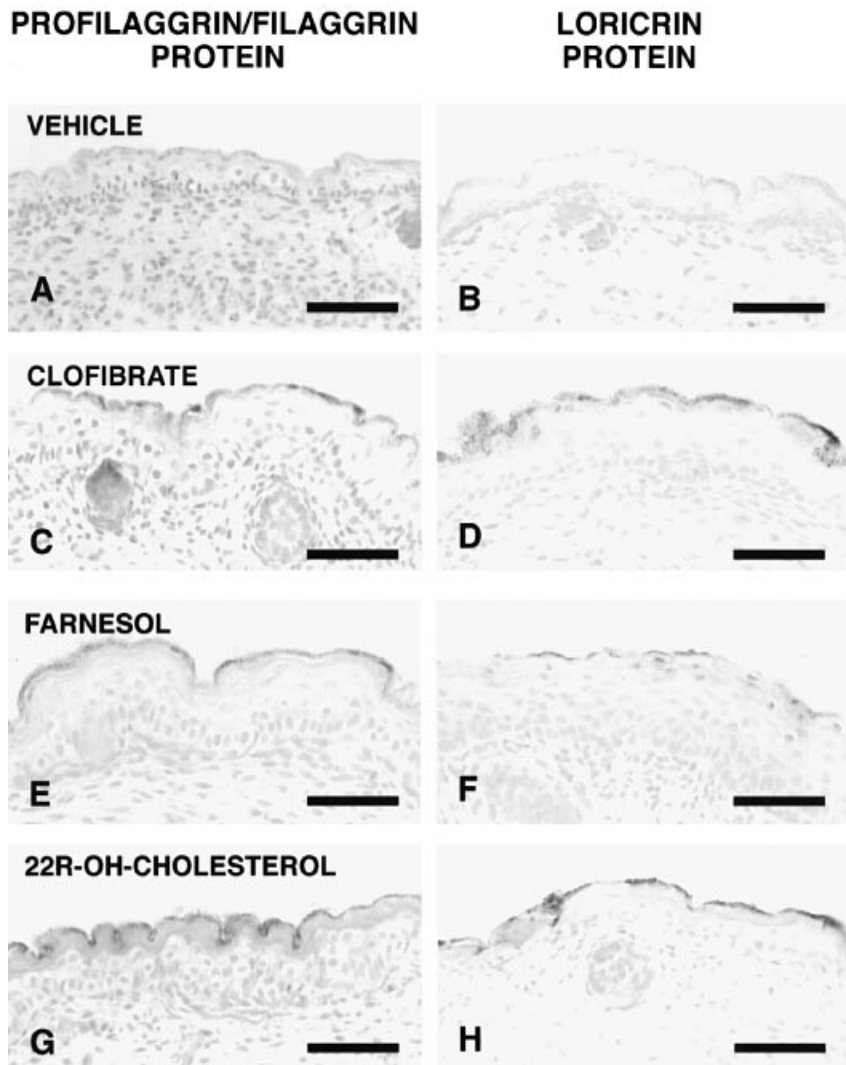 PROFILAGGRIN/FILAGGRIN
PROTEIN
LORICRIN
PROTEIN
VEHICLE
A
B
CLOFIBRATE
C
D
FARNESOL
E
F
22R-OH-CHOLESTEROL
G
H